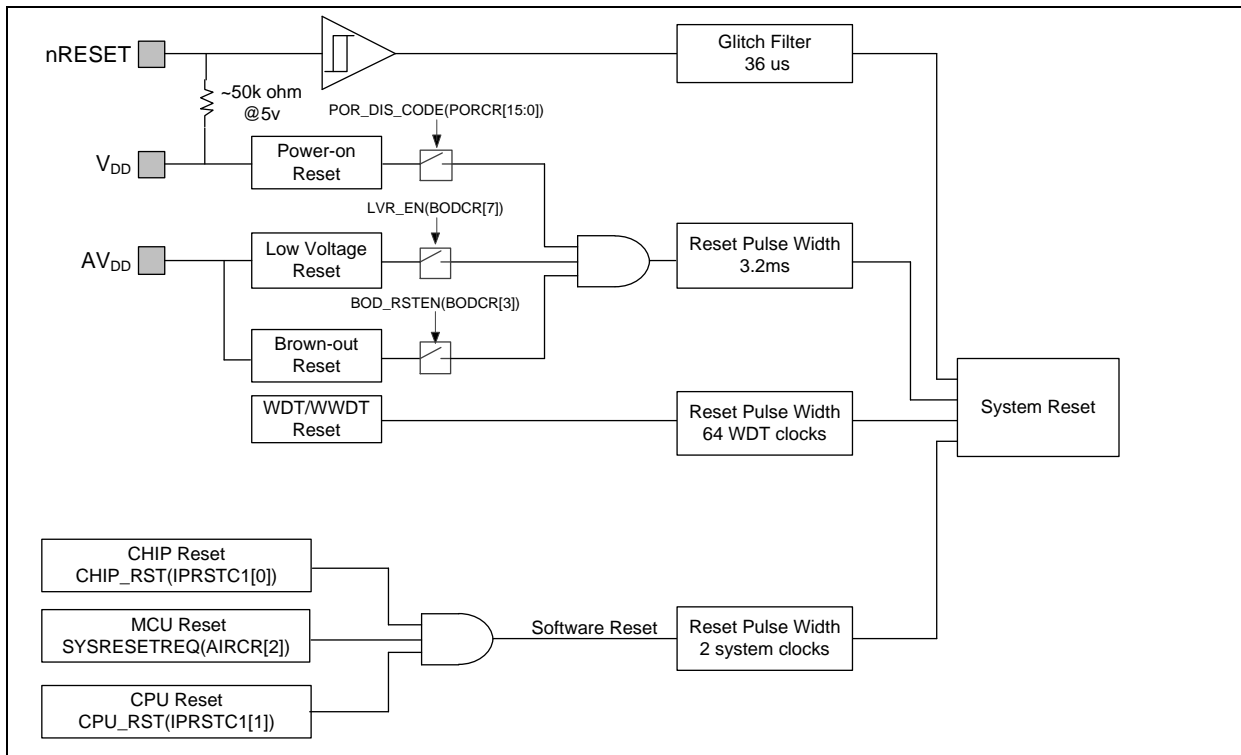 nRESET
Glitch Filter
36 us
~50k ohm
@5v
POR_DIS_CODE(PORCR[15:0])
VDD
Power-on
Reset
LVR_EN(BODCR[7])
AVDD
Low Voltage
Reset
Reset Pulse Width
3.2ms
BOD_RSTEN(BODCR[3])
Brown-out
Reset
WDT/WWDT
Reset
Reset Pulse Width
64 WDT clocks
System Reset
CHIP Reset
CHIP_RST(IPRSTC1[0])
MCU Reset
SYSRESETREQ(AIRCR[2])
Software Reset
Reset Pulse Width
2 system clocks
CPU Reset
CPU_RST(IPRSTC1[1])